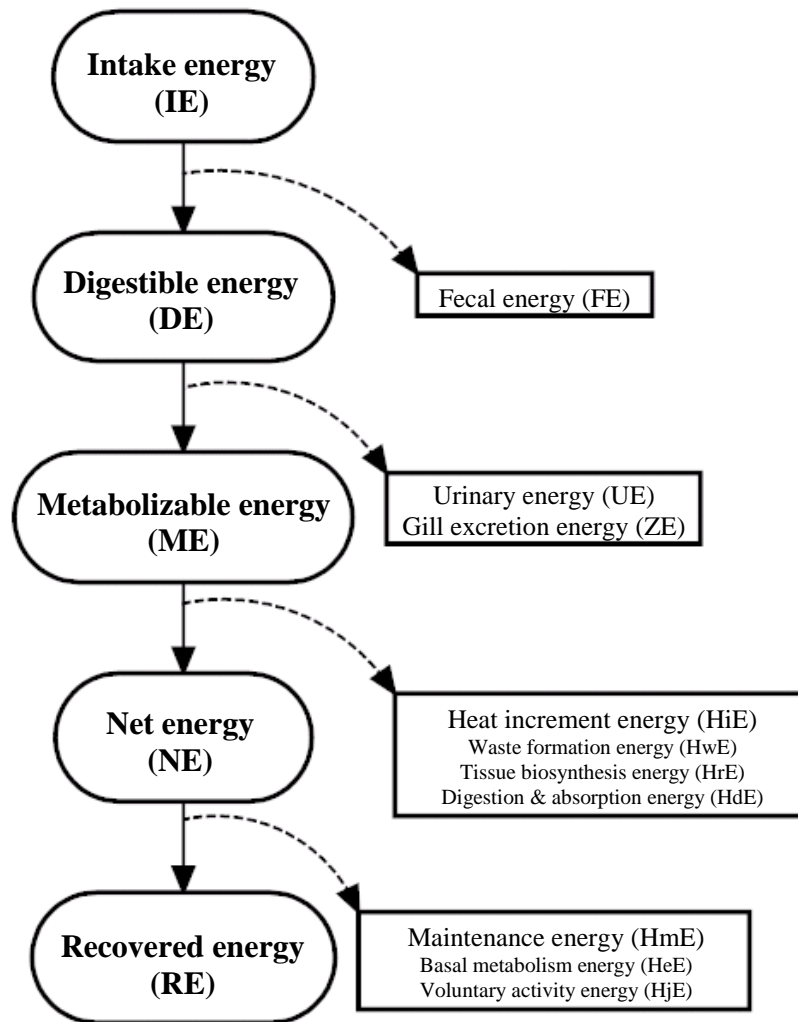 Intake energy
(IE)
Digestible energy
(DE)
Fecal energy (FE)
Metabolizable energy
(ME)
Urinary energy (UE)
Gill excretion energy (ZE)
Net energy
(NE)
Heat increment energy (HiE)
Waste formation energy (HwE)
Tissue biosynthesis energy (HrE)
Digestion & absorption energy (HdE)
Recovered energy
(RE)
Maintenance energy (HmE)
Basal metabolism energy (HeE)
Voluntary activity energy (HjE)